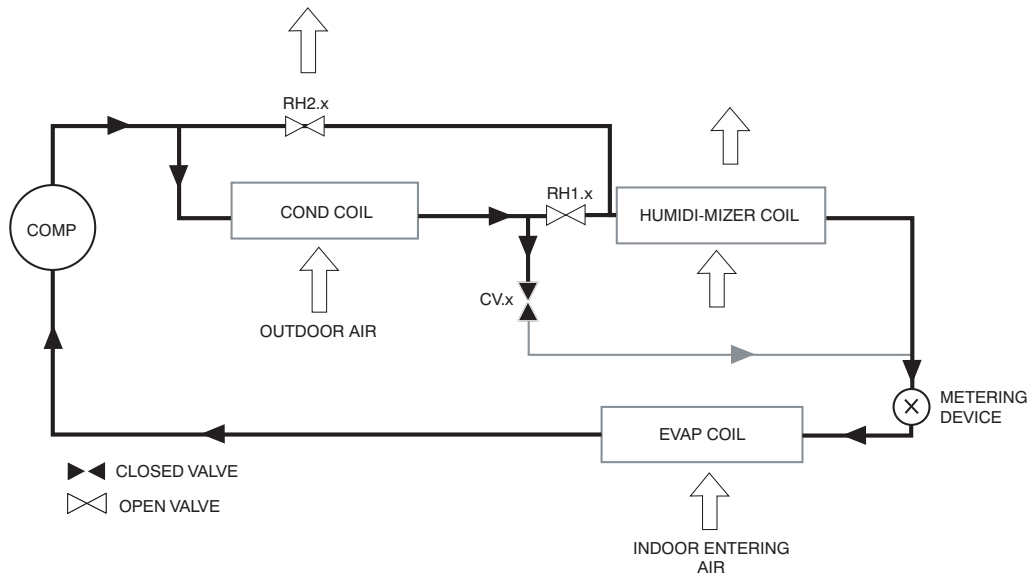 RH2.x
RH1.x
COND COIL
HUMIDI-MIZER COIL
COMP
CV.x
OUTDOOR AIR
METERING
DEVICE
EVAP COIL
CLOSED VALVE
OPEN VALVE
INDOOR ENTERING
AIR